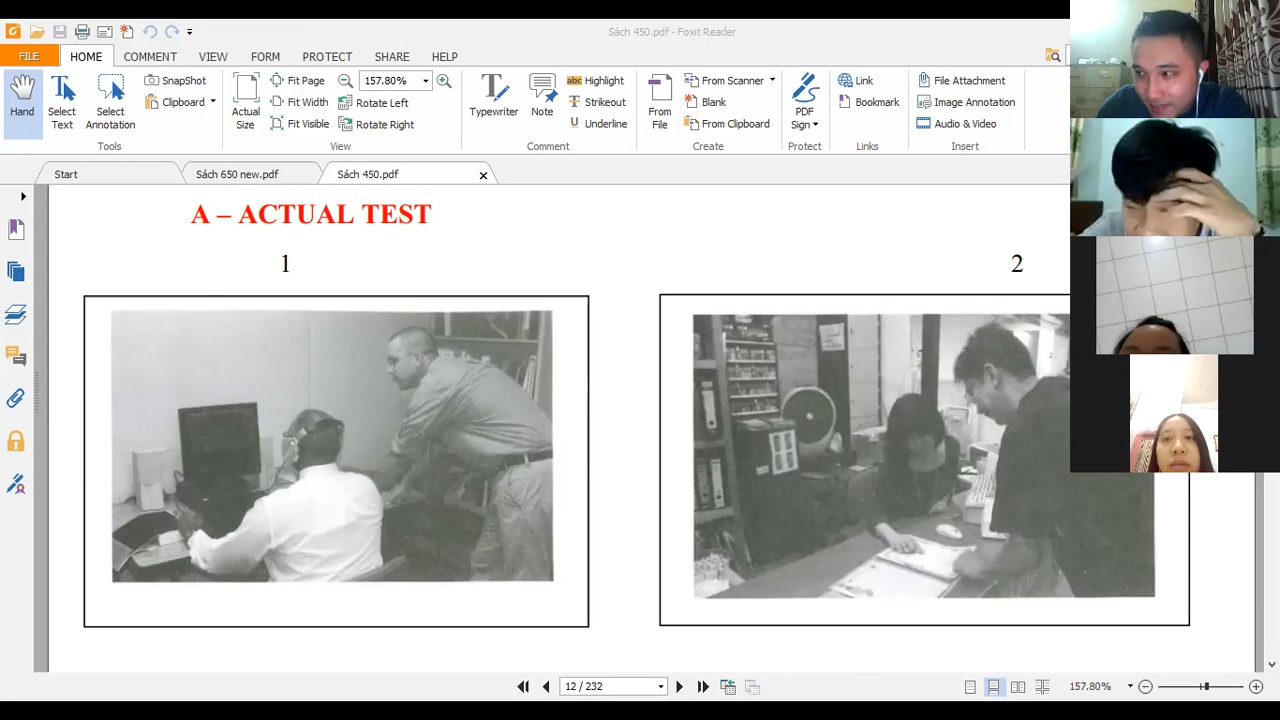 Sách 450.pdf - Foxit Reader
FILE HOME COMMENT VIEW FORM PROTECT SHARE HELP
Hand
Select Text
Select Annotation
SnapShot
Clipboard
Tools
Actual Size
Fit Page
Fit Width
Fit Visible
157.80%
Rotate Left
Rotate Right
View
Typewriter
Note
abc Highlight
Strikeout
Underline
Comment
From File
From Scanner
Blank
From Clipboard
Create
PDF Sign
Protect
Link
Bookmark
Links
File Attachment
Image Annotation
Audio & Video
Insert
Start Sách 650 new.pdf Sách 450.pdf
A – ACTUAL TEST
1 2
12 / 232 157.80%